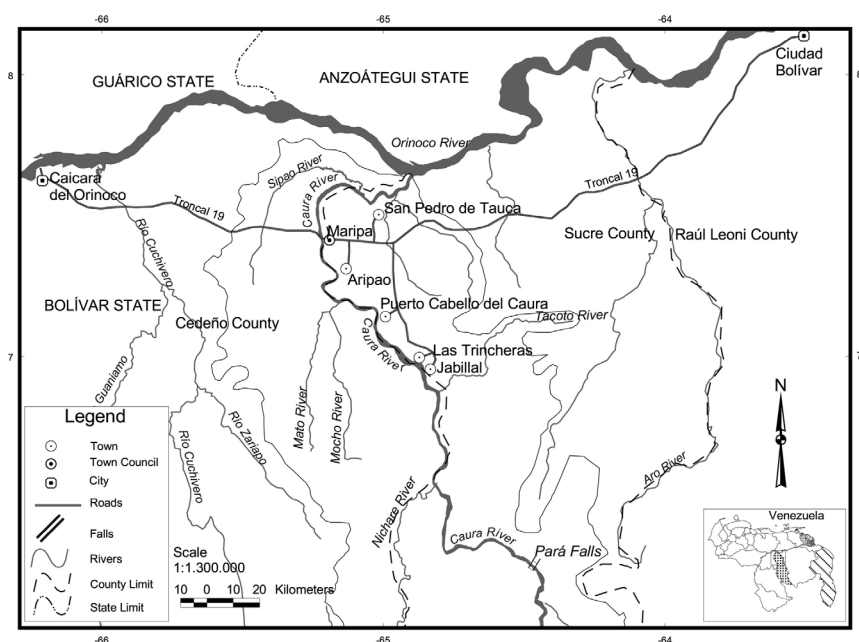 -66
-65
-64
8
8
Ciudad
Bolívar
GUÁRICO STATE
ANZOÁTEGUI STATE
Orinoco River
Caicara
del Orinoco
Sipao River
Caura River
Troncal 19
Troncal 19
San Pedro de Tauca
Maripa
Sucre County
Raúl Leoni County
Río Cuchivero
Aripao
BOLÍVAR STATE
Cedeño County
Puerto Cabello del Caura
Tacoto River
Caura River
7
7
Las Trincheras
Jabillal
Guaniamo
Mato River
Mocho River
Río Zariapo
Río Cuchivero
N
Aro River
Nichare River
Caura River
Pará Falls
Legend
Town
Town Council
City
Roads
Falls
Rivers
County Limit
State Limit
Scale
1:1.300.000
10 0 10 20 Kilometers
Venezuela
-66
-65
-64